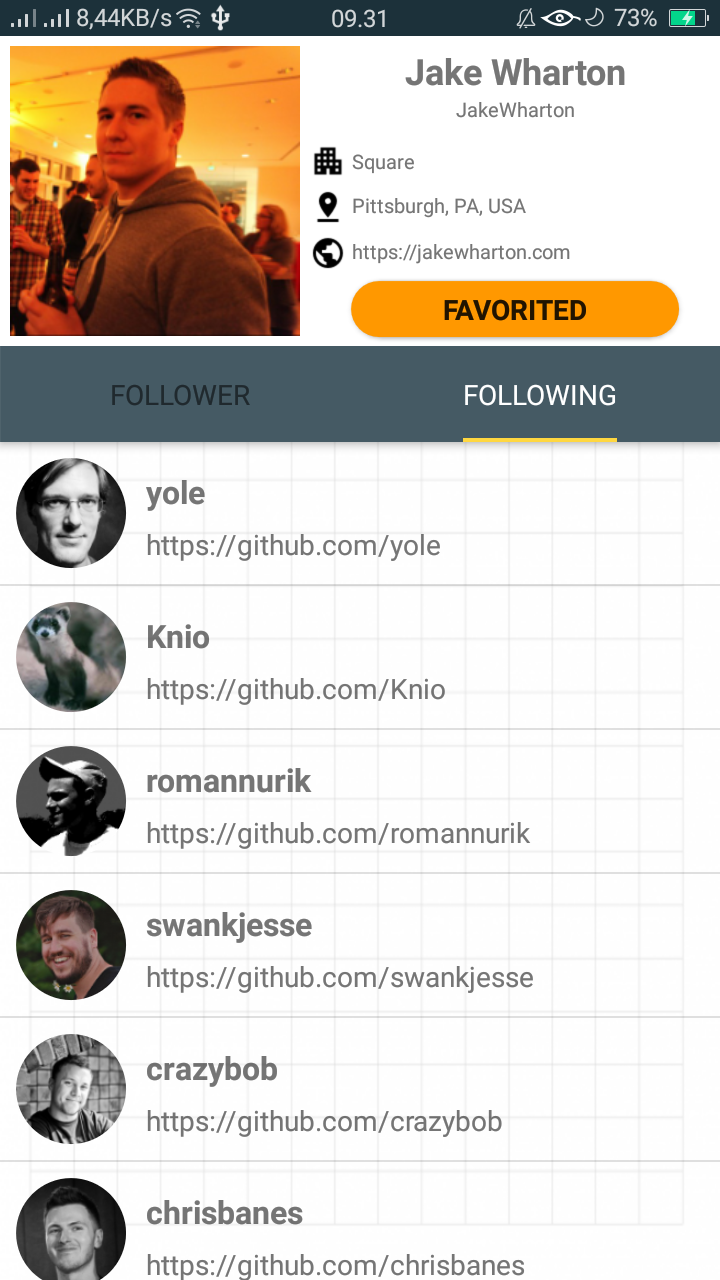 8,44KB/s 09.31 73%
Jake Wharton
JakeWharton
Square
Pittsburgh, PA, USA
https://jakewharton.com
FAVORITED
FOLLOWER FOLLOWING
yole
https://github.com/yole
Knio
https://github.com/Knio
romannurik
https://github.com/romannurik
swankjesse
https://github.com/swankjesse
crazybob
https://github.com/crazybob
chrisbanes
https://github.com/chrisbanes